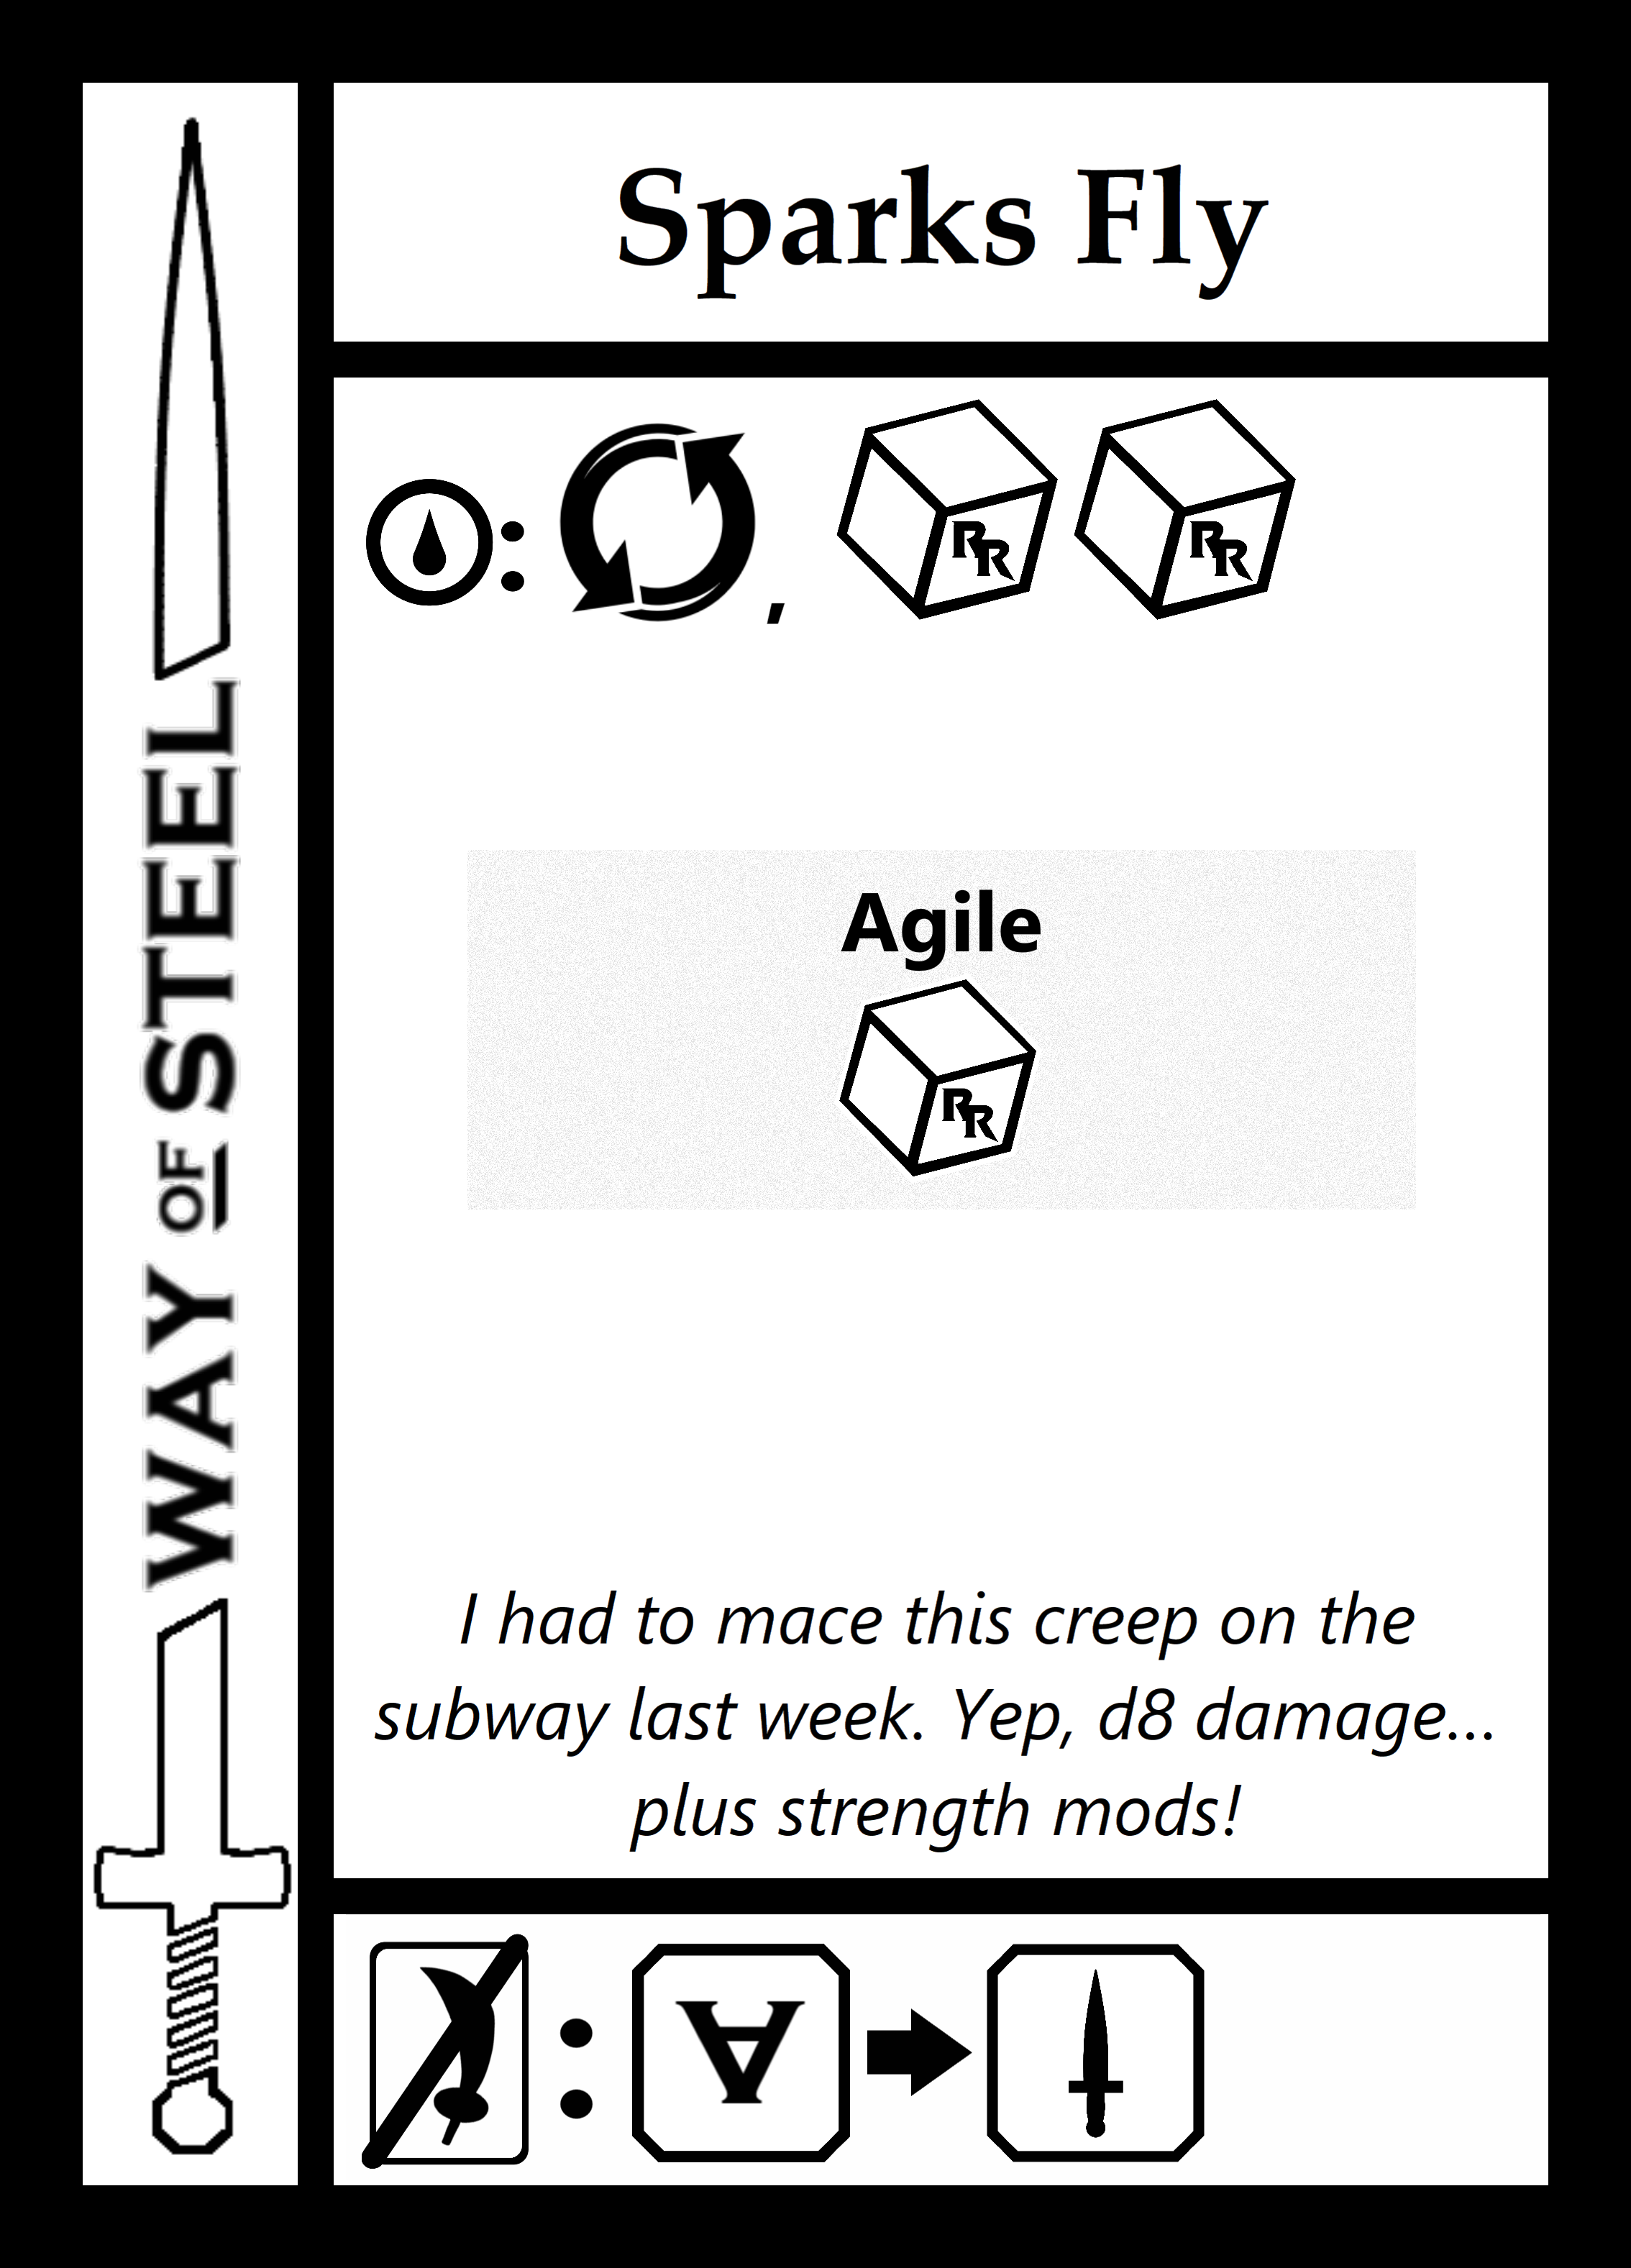 Sparks Fly
WAY OF STEEL
: , RR RR
Agile
RR
I had to mace this creep on the
subway last week. Yep, d8 damage...
plus strength mods!
: ∀